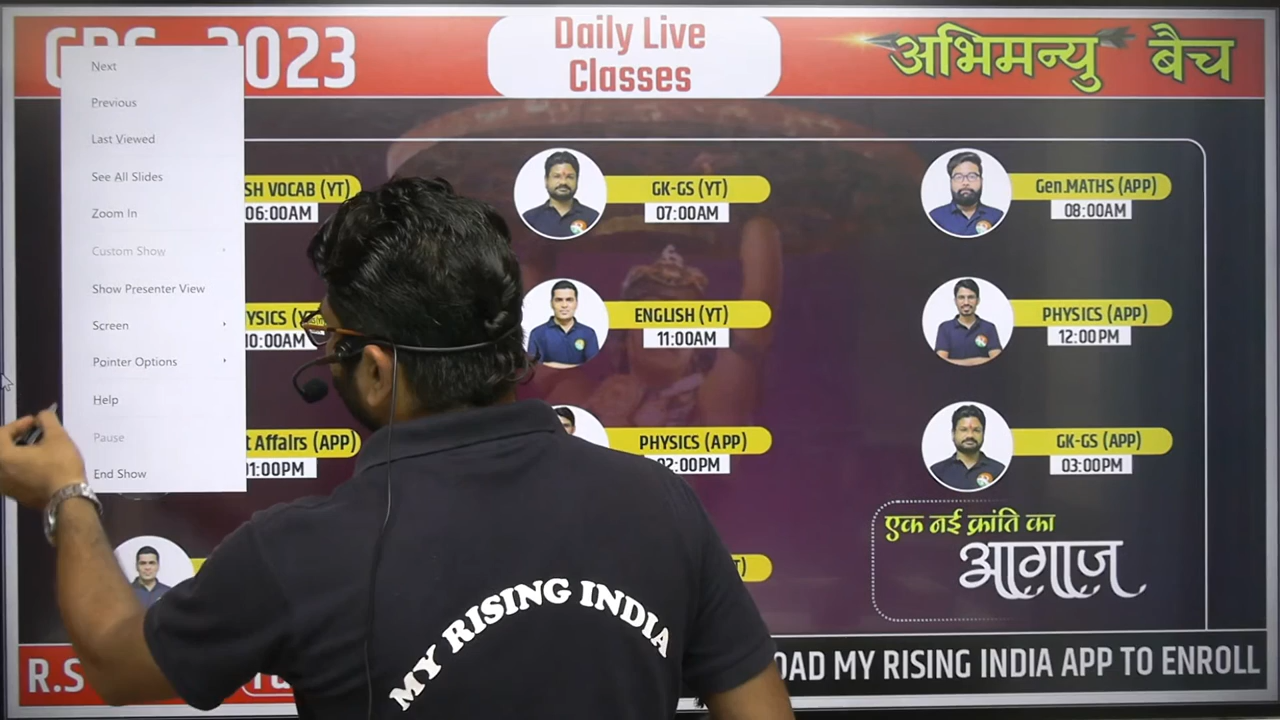 2023
Daily Live
Classes
अभिमन्यु बैच
Next
Previous
Last Viewed
See All Slides
Zoom In
Custom Show
Show Presenter View
Screen
Pointer Options
Help
Pause
End Show
SH VOCAB (YT)
06:00AM
GK-GS (YT)
07:00AM
Gen.MATHS (APP)
08:00AM
YSICS (Y
10:00AM
ENGLISH (YT)
11:00AM
PHYSICS (APP)
12:00PM
t Affairs (APP)
01:00PM
PHYSICS (APP)
02:00PM
GK-GS (APP)
03:00PM
T)
एक नई क्रांति का
आग़ाज़
R.S
OAD MY RISING INDIA APP TO ENROLL
MY RISING INDIA